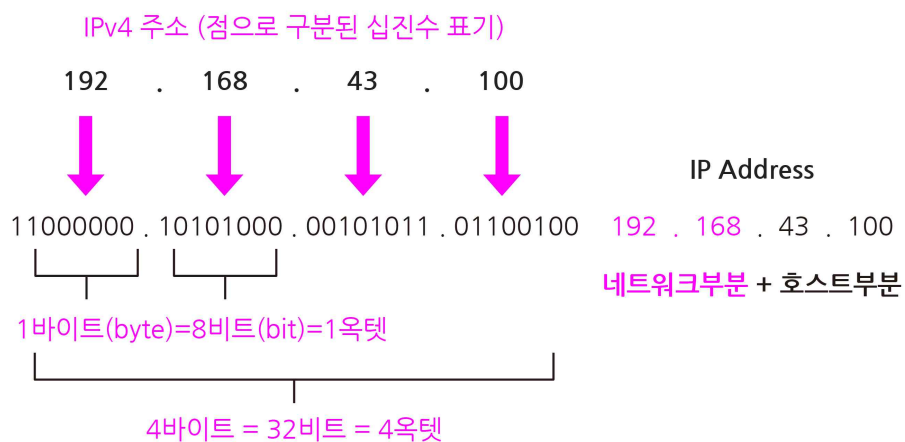 IPv4 주소 (점으로 구분된 십진수 표기)
192 . 168 . 43 . 100
IP Address
11000000 . 10101000 . 00101011 . 01100100
192 . 168 . 43 . 100
네트워크부분 + 호스트부분
1바이트(byte)=8비트(bit)=1옥텟
4바이트 = 32비트 = 4옥텟